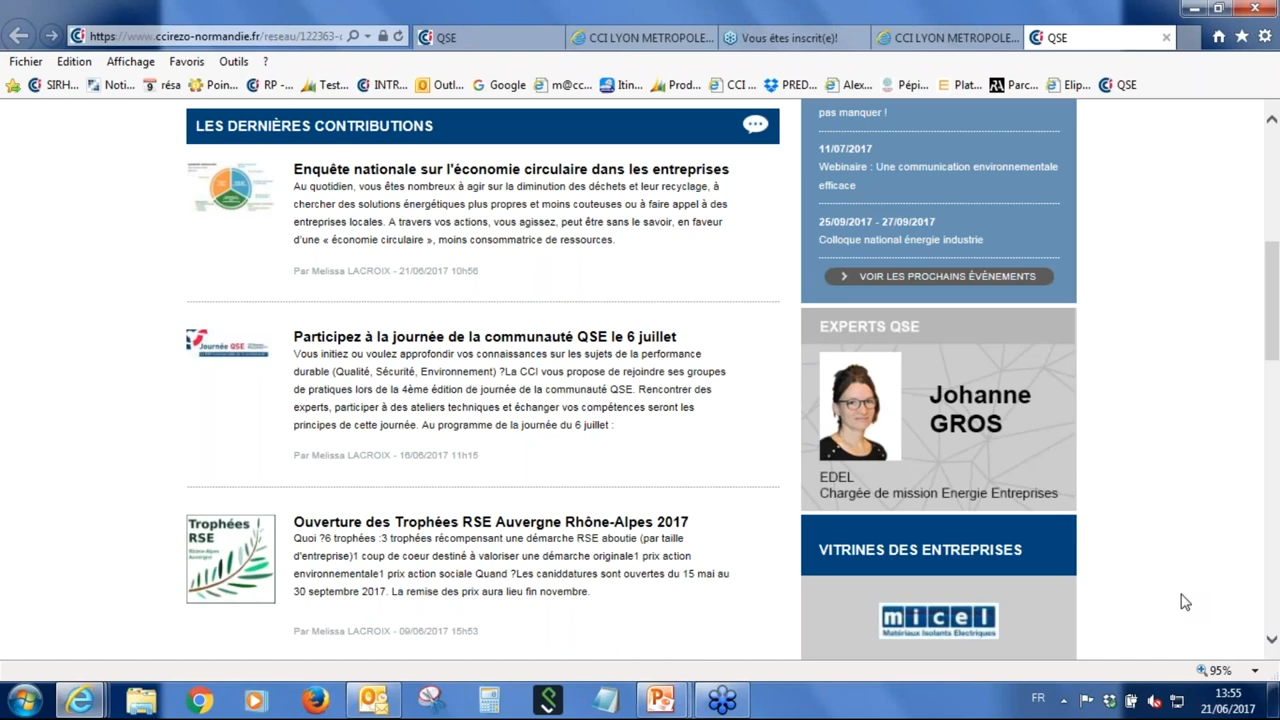 https://www.ccirezo-normandie.fr/reseau/122363-
QSE
CCI LYON METROPOLE...
Vous êtes inscrit(e)!
CCI LYON METROPOLE...
QSE
Fichier Edition Affichage Favoris Outils ?
SIRH... Noti... résa Poin... RP -... Test... INTR... Outl... Google m@cc... Itin... Prod... CCI ... PRED... Alex... Pépi... Plat... Parc... Elip... QSE
LES DERNIÈRES CONTRIBUTIONS
Enquête nationale sur l'économie circulaire dans les entreprises
Au quotidien, vous êtes nombreux à agir sur la diminution des déchets et leur recyclage, à
chercher des solutions énergétiques plus propres et moins couteuses ou à faire appel à des
entreprises locales. A travers vos actions, vous agissez, peut être sans le savoir, en faveur
d'une « économie circulaire », moins consommatrice de ressources.
Par Melissa LACROIX - 21/06/2017 10h56
Journée QSE
Participez à la journée de la communauté QSE le 6 juillet
Vous initiez ou voulez approfondir vos connaissances sur les sujets de la performance
durable (Qualité, Sécurité, Environnement) ?La CCI vous propose de rejoindre ses groupes
de pratiques lors de la 4ème édition de journée de la communauté QSE. Rencontrer des
experts, participer à des ateliers techniques et échanger vos compétences seront les
principes de cette journée. Au programme de la journée du 6 juillet :
Par Melissa LACROIX - 16/06/2017 11h15
Trophées
RSE
Rhône-Alpes
Auvergne
Ouverture des Trophées RSE Auvergne Rhône-Alpes 2017
Quoi ?6 trophées :3 trophées récompensant une démarche RSE aboutie (par taille
d'entreprise)1 coup de coeur destiné à valoriser une démarche originale1 prix action
environnementale1 prix action sociale Quand ?Les caniddatures sont ouvertes du 15 mai au
30 septembre 2017. La remise des prix aura lieu fin novembre.
Par Melissa LACROIX - 09/06/2017 15h53
pas manquer !
11/07/2017
Webinaire : Une communication environnementale
efficace
25/09/2017 - 27/09/2017
Colloque national énergie industrie
VOIR LES PROCHAINS ÉVÈNEMENTS
EXPERTS QSE
Johanne
GROS
EDEL
Chargée de mission Energie Entreprises
VITRINES DES ENTREPRISES
micel
Matériaux Isolants Electriques
95%
FR
13:55
21/06/2017